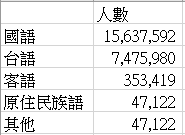 人數
國語 15,637,592
台語 7,475,980
客語 353,419
原住民族語 47,122
其他 47,122